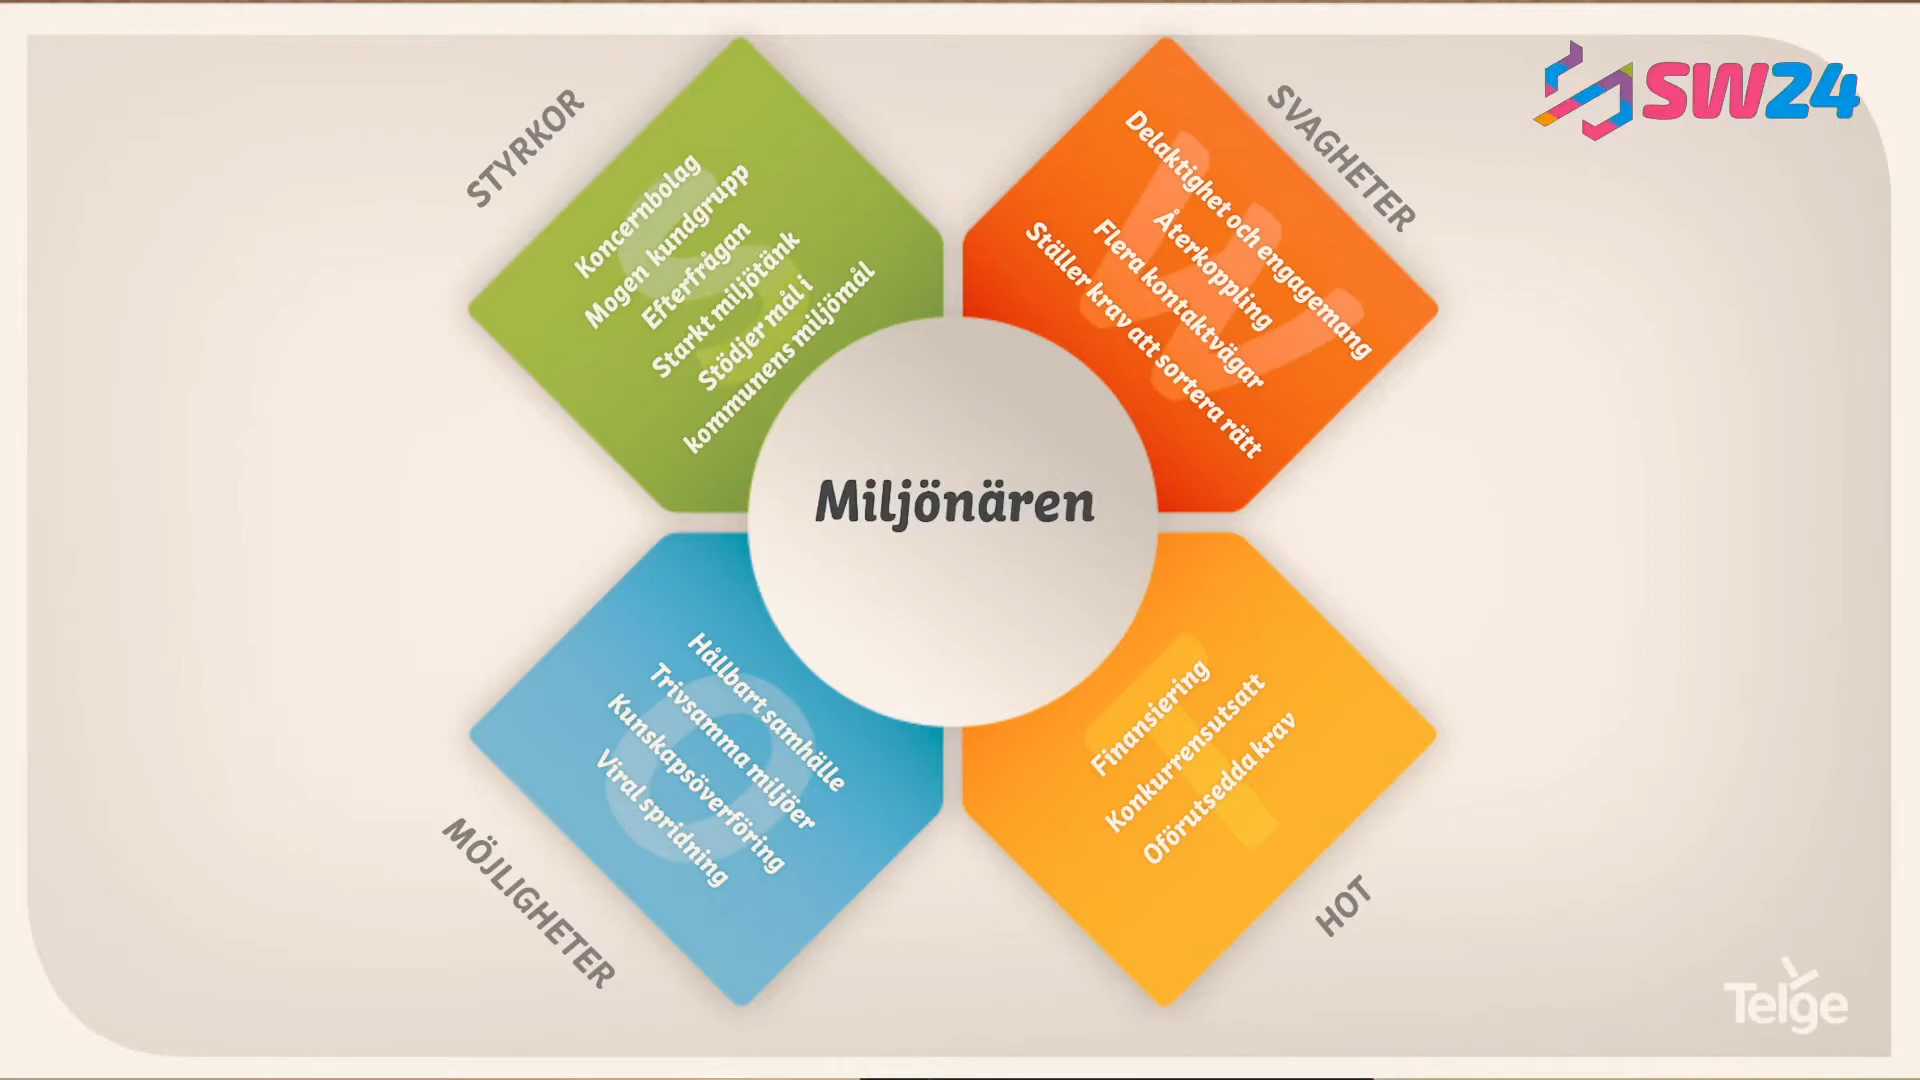 SW24
STYRKOR
S
Koncernbolag
Mogen kundgrupp
Efterfrågan
Starkt miljötänk
Stödjer mål i
kommunens miljömål
SVAGHETER
W
Delaktighet och engagemang
Återkoppling
Flera kontaktvägar
Ställer krav att sortera rätt
Miljönären
MÖJLIGHETER
O
Hållbart samhälle
Trivsamma miljöer
Kunskapsöverföring
Viral spridning
HOT
T
Finansiering
Konkurrensutsatt
Oförutsedda krav
Telge